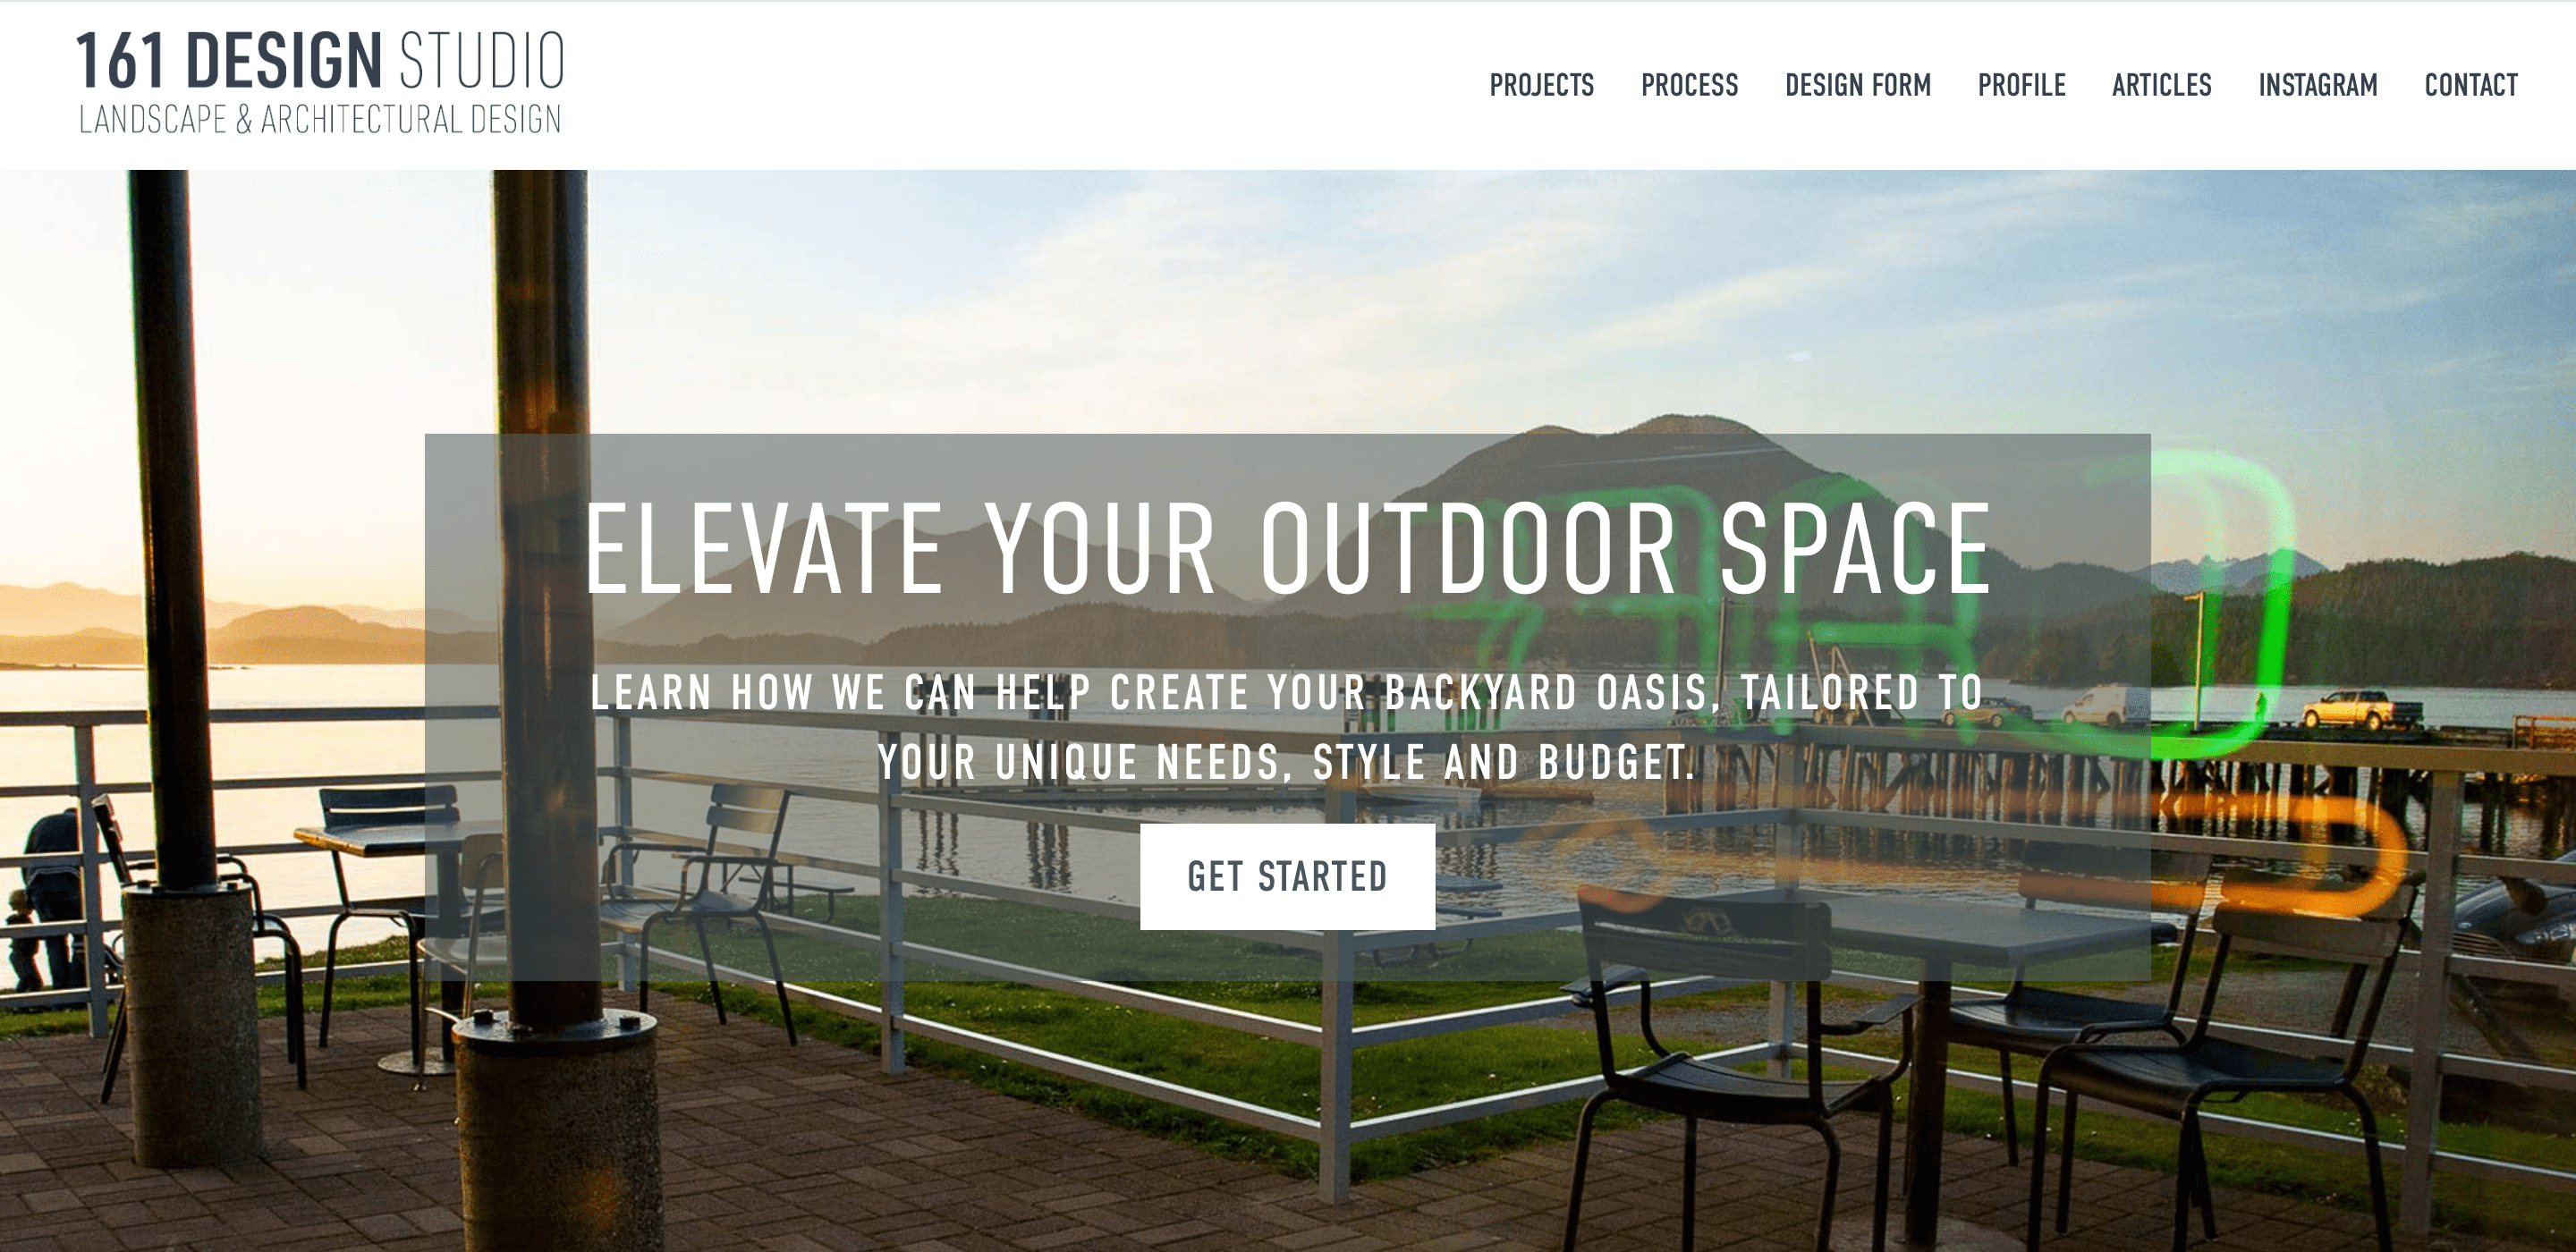 161 DESIGN STUDIO
LANDSCAPE & ARCHITECTURAL DESIGN
PROJECTS PROCESS DESIGN FORM PROFILE ARTICLES INSTAGRAM CONTACT
ELEVATE YOUR OUTDOOR SPACE
LEARN HOW WE CAN HELP CREATE YOUR BACKYARD OASIS, TAILORED TO
YOUR UNIQUE NEEDS, STYLE AND BUDGET.
GET STARTED